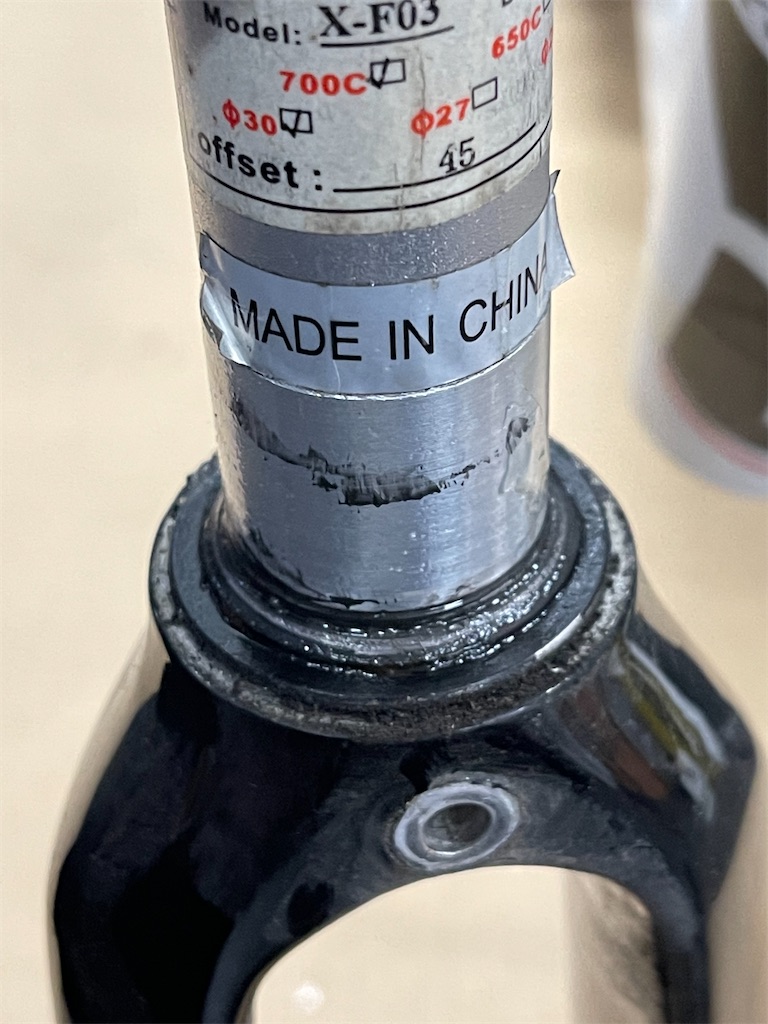 Model: X-F03
650C
700C
Φ30 Φ27
offset: 45
MADE IN CHINA